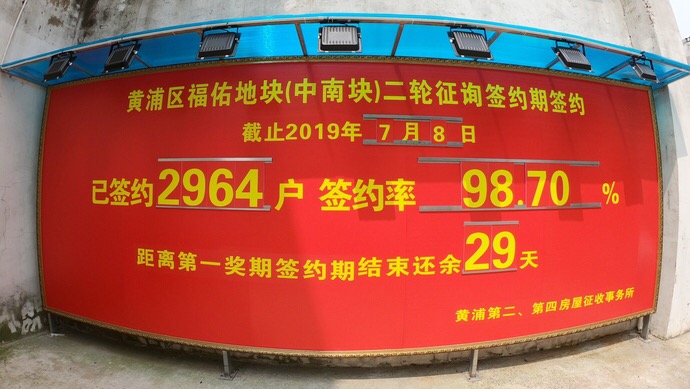 黄浦区福佑地块(中南块)二轮征询签约期签约
截止2019年7月8日
已签约2964户 签约率 98.70 %
距离第一奖期签约期结束还余29天
黄浦第二、第四房屋征收事务所